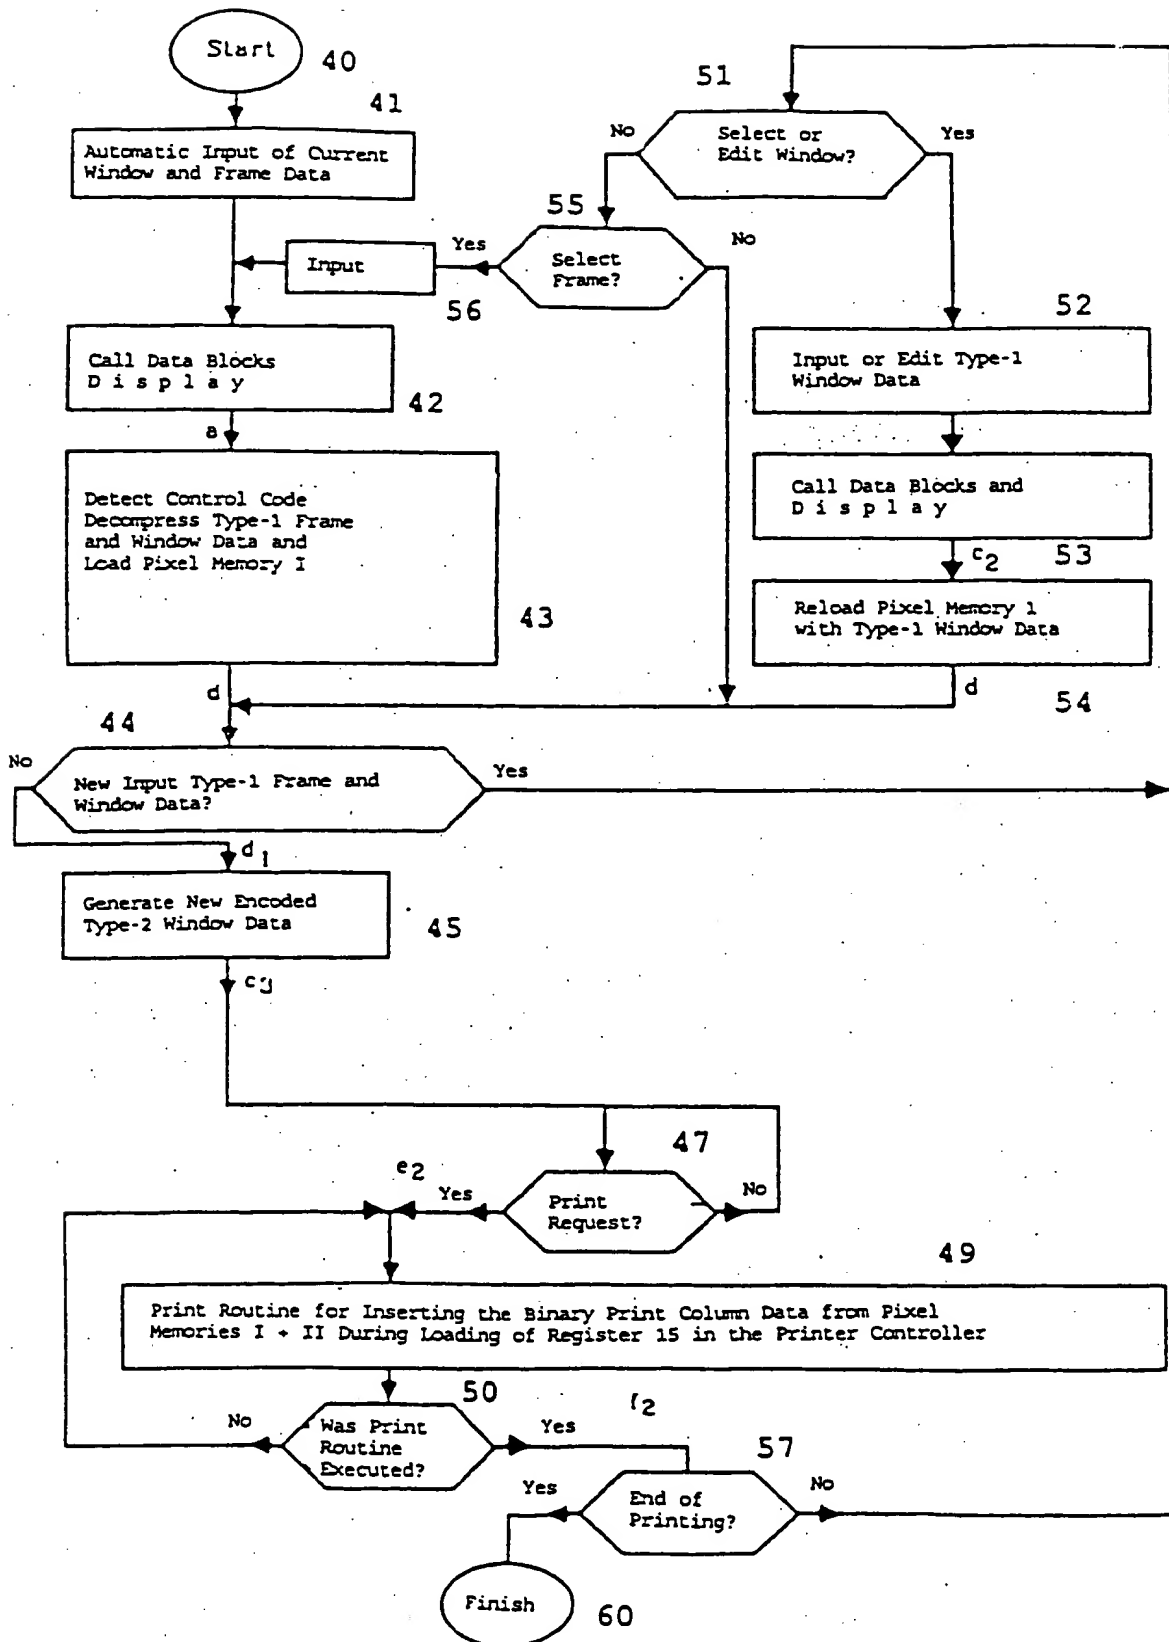 Start
40
41
Automatic Input of Current
Window and Frame Data
51
Select or
Edit Window?
No
Yes
55
Select
Frame?
Yes
No
Input
56
Call Data Blocks
D i s p l a y
42
a
52
Input or Edit Type-1
Window Data
Call Data Blocks and
D i s p l a y
53
c2
Reload Pixel Memory 1
with Type-1 Window Data
54
d
Detect Control Code
Decompress Type-1 Frame
and Window Data and
Load Pixel Memory I
43
d
44
No
New Input Type-1 Frame and
Window Data?
Yes
d1
Generate New Encoded
Type-2 Window Data
45
c3
47
e2
Yes
Print
Request?
No
49
Print Routine for Inserting the Binary Print Column Data from Pixel
Memories I + II During Loading of Register 15 in the Printer Controller
50
f2
No
Was Print
Routine
Executed?
Yes
57
Yes
End of
Printing?
No
Finish
60